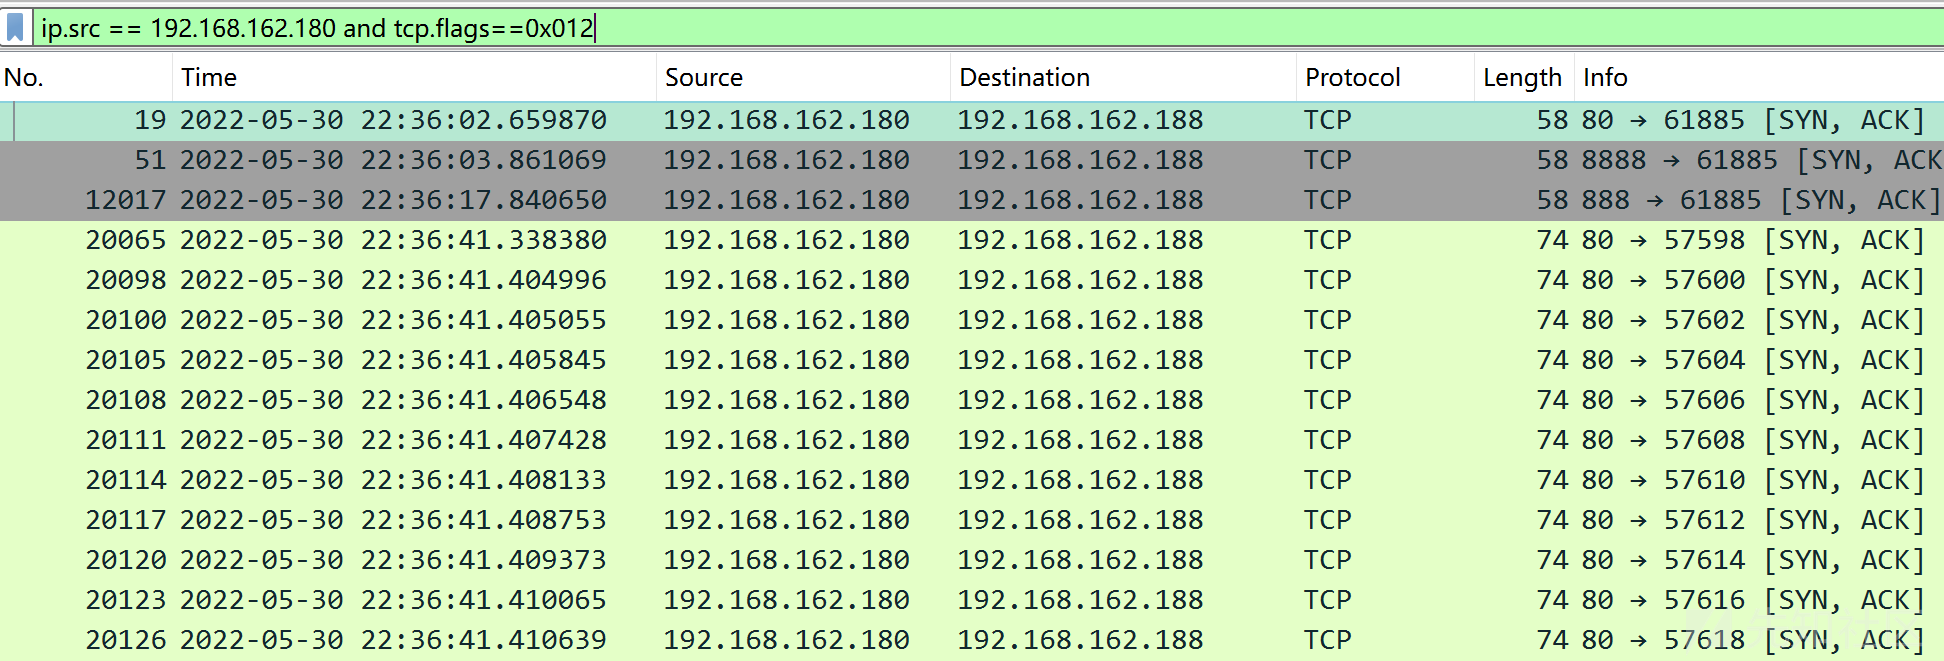 ip.src == 192.168.162.180 and tcp.flags==0x012
No. Time Source Destination Protocol Length Info
19 2022-05-30 22:36:02.659870 192.168.162.180 192.168.162.188 TCP 58 80 → 61885 [SYN, ACK]
51 2022-05-30 22:36:03.861069 192.168.162.180 192.168.162.188 TCP 58 8888 → 61885 [SYN, ACK
12017 2022-05-30 22:36:17.840650 192.168.162.180 192.168.162.188 TCP 58 888 → 61885 [SYN, ACK]
20065 2022-05-30 22:36:41.338380 192.168.162.180 192.168.162.188 TCP 74 80 → 57598 [SYN, ACK]
20098 2022-05-30 22:36:41.404996 192.168.162.180 192.168.162.188 TCP 74 80 → 57600 [SYN, ACK]
20100 2022-05-30 22:36:41.405055 192.168.162.180 192.168.162.188 TCP 74 80 → 57602 [SYN, ACK]
20105 2022-05-30 22:36:41.405845 192.168.162.180 192.168.162.188 TCP 74 80 → 57604 [SYN, ACK]
20108 2022-05-30 22:36:41.406548 192.168.162.180 192.168.162.188 TCP 74 80 → 57606 [SYN, ACK]
20111 2022-05-30 22:36:41.407428 192.168.162.180 192.168.162.188 TCP 74 80 → 57608 [SYN, ACK]
20114 2022-05-30 22:36:41.408133 192.168.162.180 192.168.162.188 TCP 74 80 → 57610 [SYN, ACK]
20117 2022-05-30 22:36:41.408753 192.168.162.180 192.168.162.188 TCP 74 80 → 57612 [SYN, ACK]
20120 2022-05-30 22:36:41.409373 192.168.162.180 192.168.162.188 TCP 74 80 → 57614 [SYN, ACK]
20123 2022-05-30 22:36:41.410065 192.168.162.180 192.168.162.188 TCP 74 80 → 57616 [SYN, ACK]
20126 2022-05-30 22:36:41.410639 192.168.162.180 192.168.162.188 TCP 74 80 → 57618 [SYN, ACK]